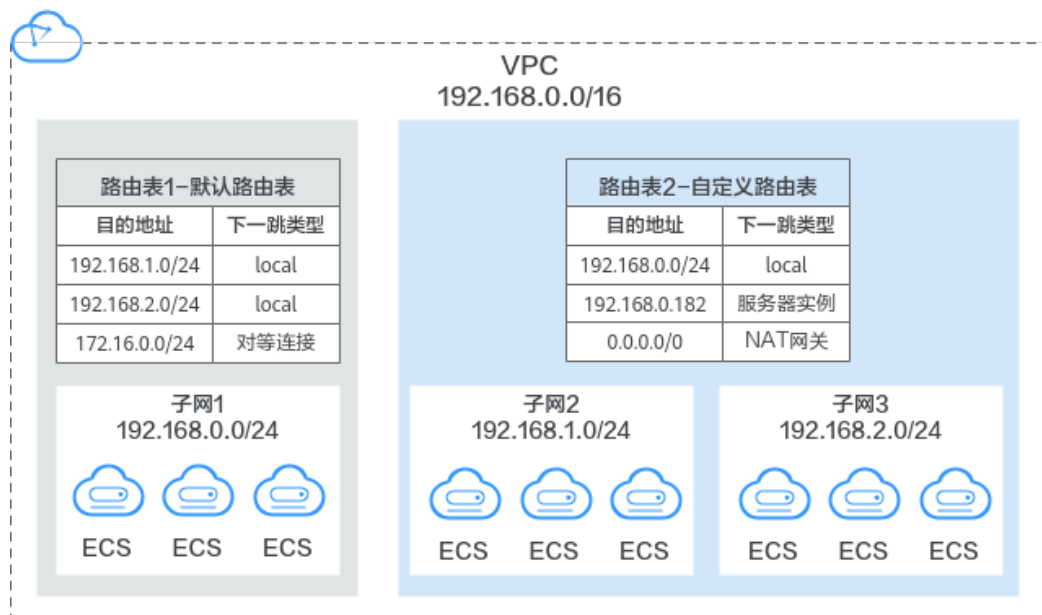 VPC
192.168.0.0/16
路由表1-默认路由表
目的地址 下一跳类型
192.168.1.0/24 local
192.168.2.0/24 local
172.16.0.0/24 对等连接
子网1
192.168.0.0/24
ECS ECS ECS
路由表2-自定义路由表
目的地址 下一跳类型
192.168.0.0/24 local
192.168.0.182 服务器实例
0.0.0.0/0 NAT网关
子网2
192.168.1.0/24
ECS ECS ECS
子网3
192.168.2.0/24
ECS ECS ECS